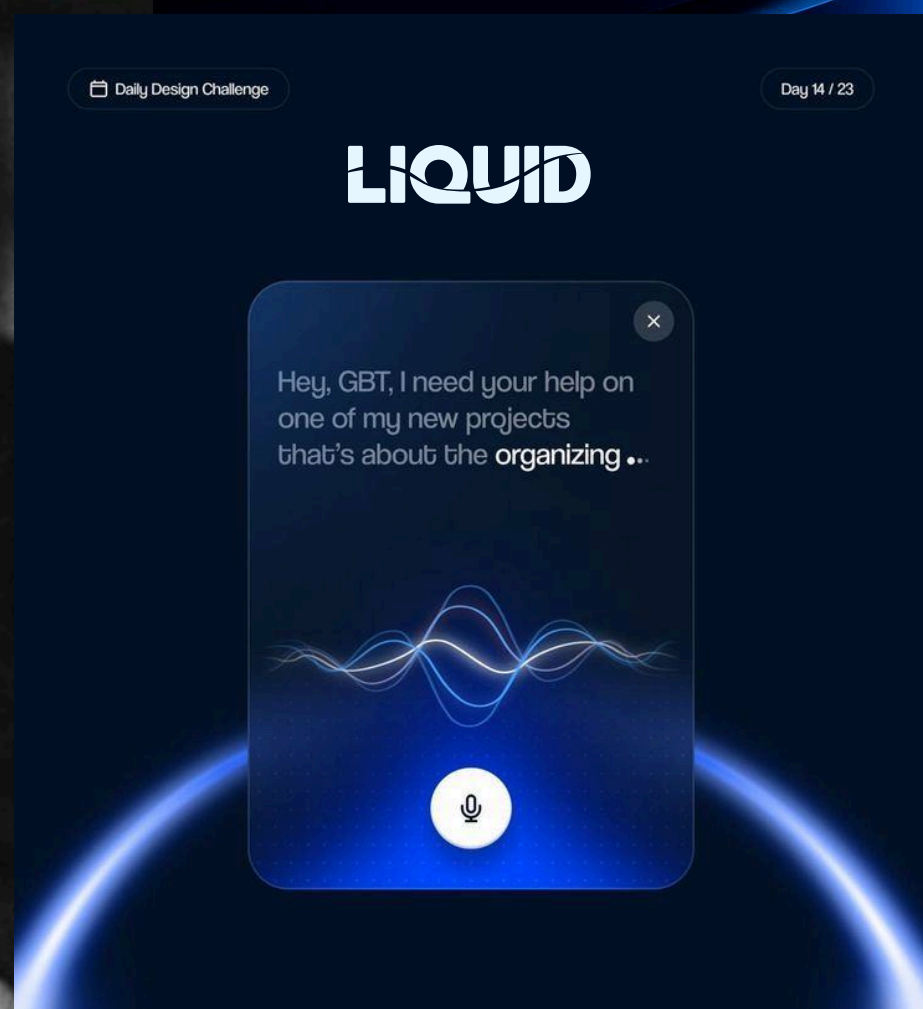 Daily Design Challenge
Day 14 / 23
LIQUID
Hey, GBT, I need your help on
one of my new projects
that's about the organizing ...